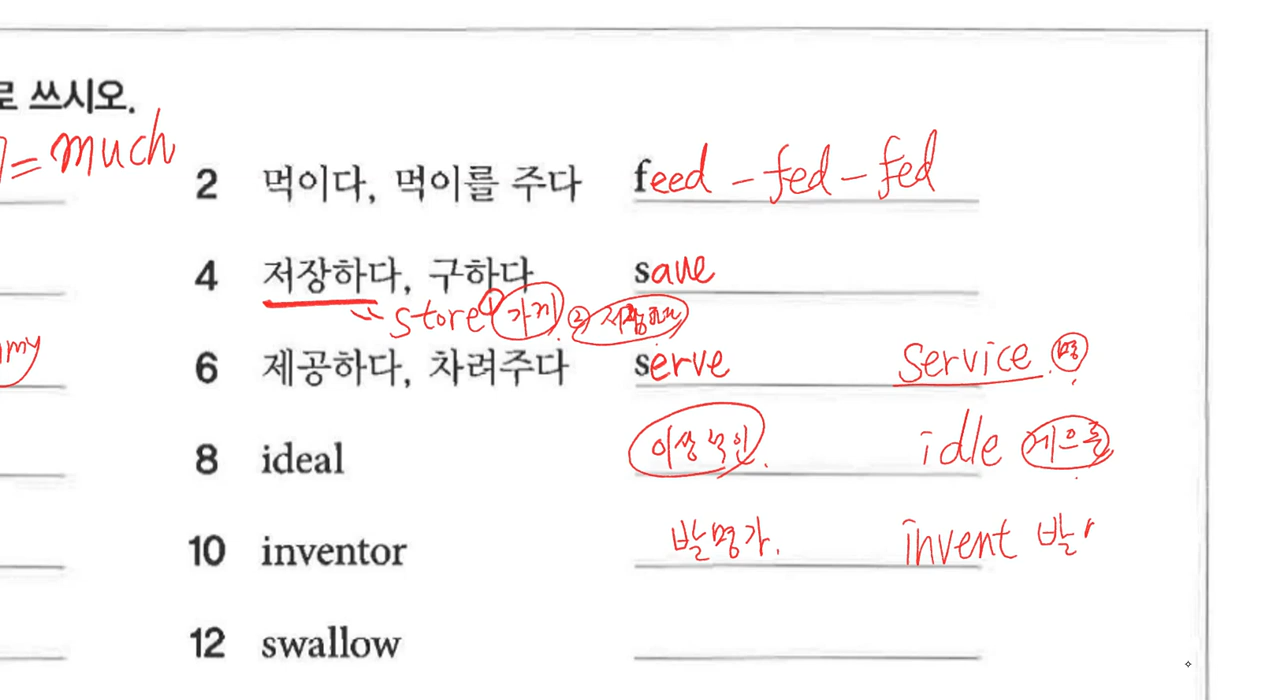 로 쓰시오.
= much
2 먹이다, 먹이를 주다 feed - fed - fed
4 저장하다, 구하다 save
store ① 가게 ② 저장하다
6 제공하다, 차려주다 serve service 명
my
8 ideal 이상적인. idle 게으른
10 inventor 발명가. invent 발
12 swallow